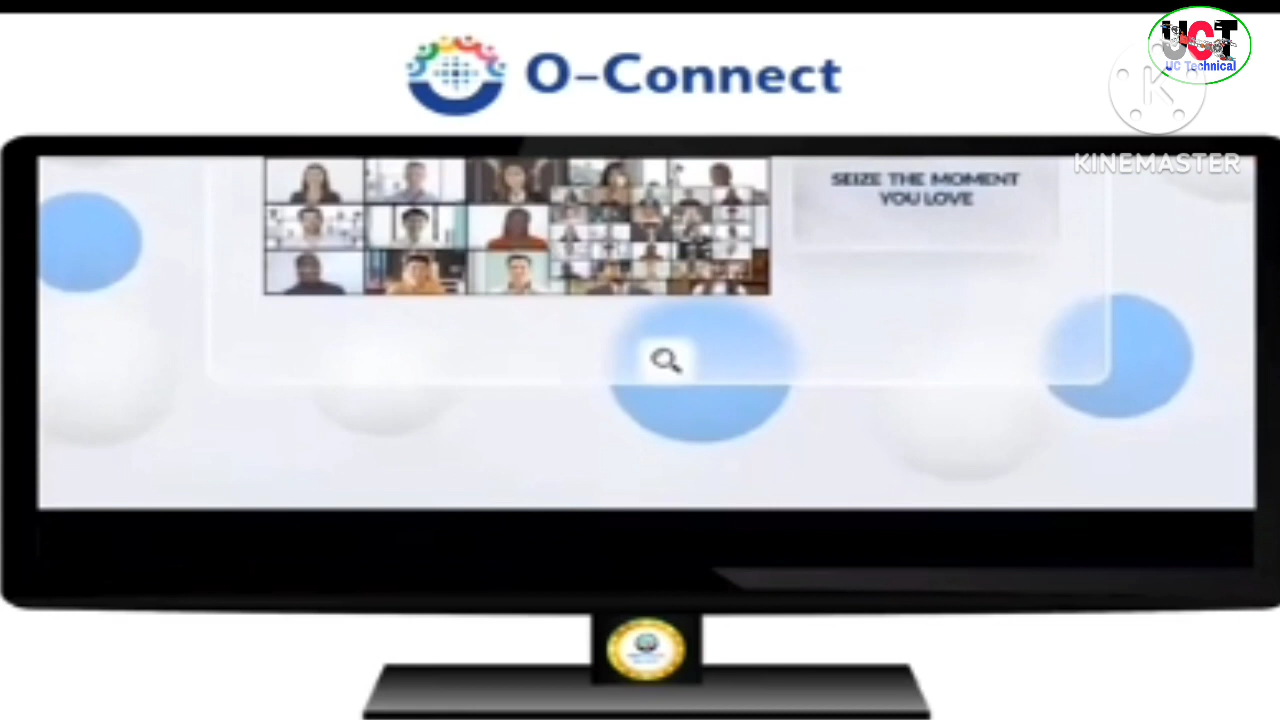 O-Connect
UCT
UC Technical
K
KINEMASTER
SEIZE THE MOMENT
YOU LOVE